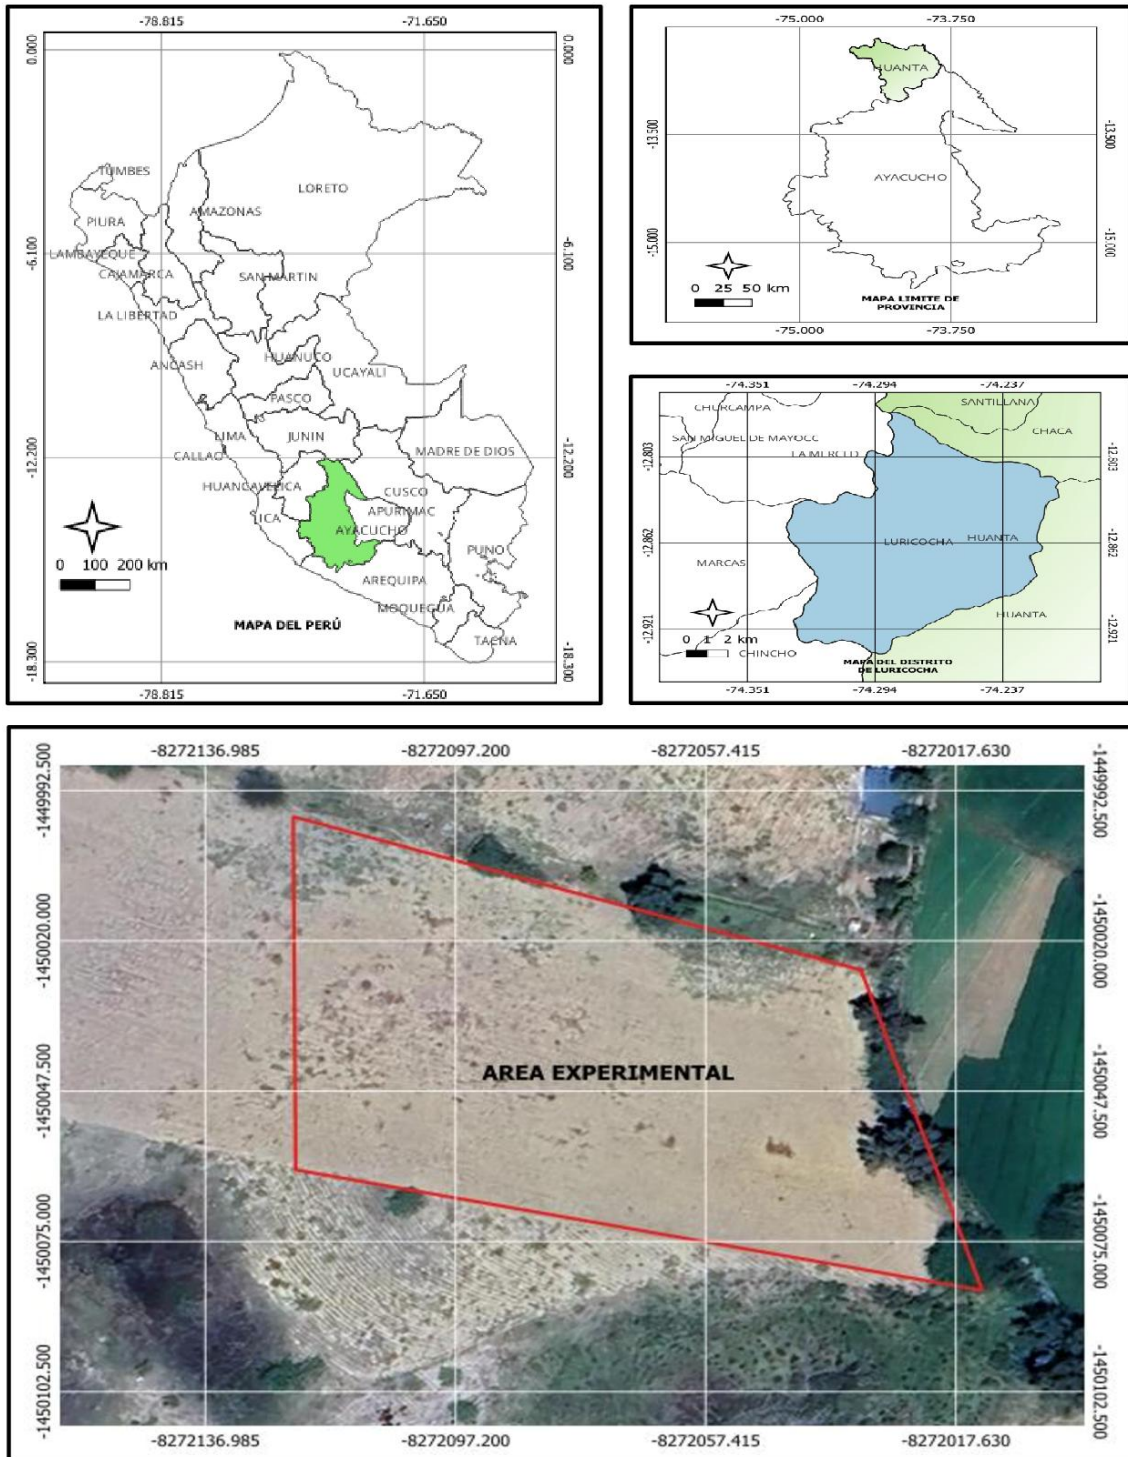 -78.815
-71.650
0.000
0.000
TUMBES
LORETO
PIURA
AMAZONAS
-6.100
LAMBAYEQUE
-6.100
CAJAMARCA
SAN MARTIN
LA LIBERTAD
HUANUCO
ANCASH
UCAYALI
PASCO
LIMA
JUNIN
-12.200
CALLAO
MADRE DE DIOS
-12.200
HUANCAVELICA
CUSCO
ICA
APURIMAC
AYACUCHO
PUNO
0 100 200 km
AREQUIPA
MOQUEGUA
MAPA DEL PERÚ
TACNA
-18.300
-18.300
-78.815
-71.650
-75.000
-73.750
HUANTA
-13.500
-13.500
AYACUCHO
-15.000
-15.000
0 25 50 km
MAPA LIMITE DE
PROVINCIA
-75.000
-73.750
-74.351
-74.294
-74.237
SANTILLANA
CHURCAMPA
CHACA
SAN MIGUEL DE MAYOCC
LA MERCED
-12.803
-12.803
-12.862
LURICOCHA
HUANTA
-12.862
MARCAS
HUANTA
-12.921
-12.921
0 1 2 km
CHINCHO
MAPA DEL DISTRITO
DE LURICOCHA
-74.351
-74.294
-74.237
-8272136.985
-8272097.200
-8272057.415
-8272017.630
-1449992.500
-1449992.500
-1450020.000
-1450020.000
AREA EXPERIMENTAL
-1450047.500
-1450047.500
-1450075.000
-1450075.000
-1450102.500
-1450102.500
-8272136.985
-8272097.200
-8272057.415
-8272017.630